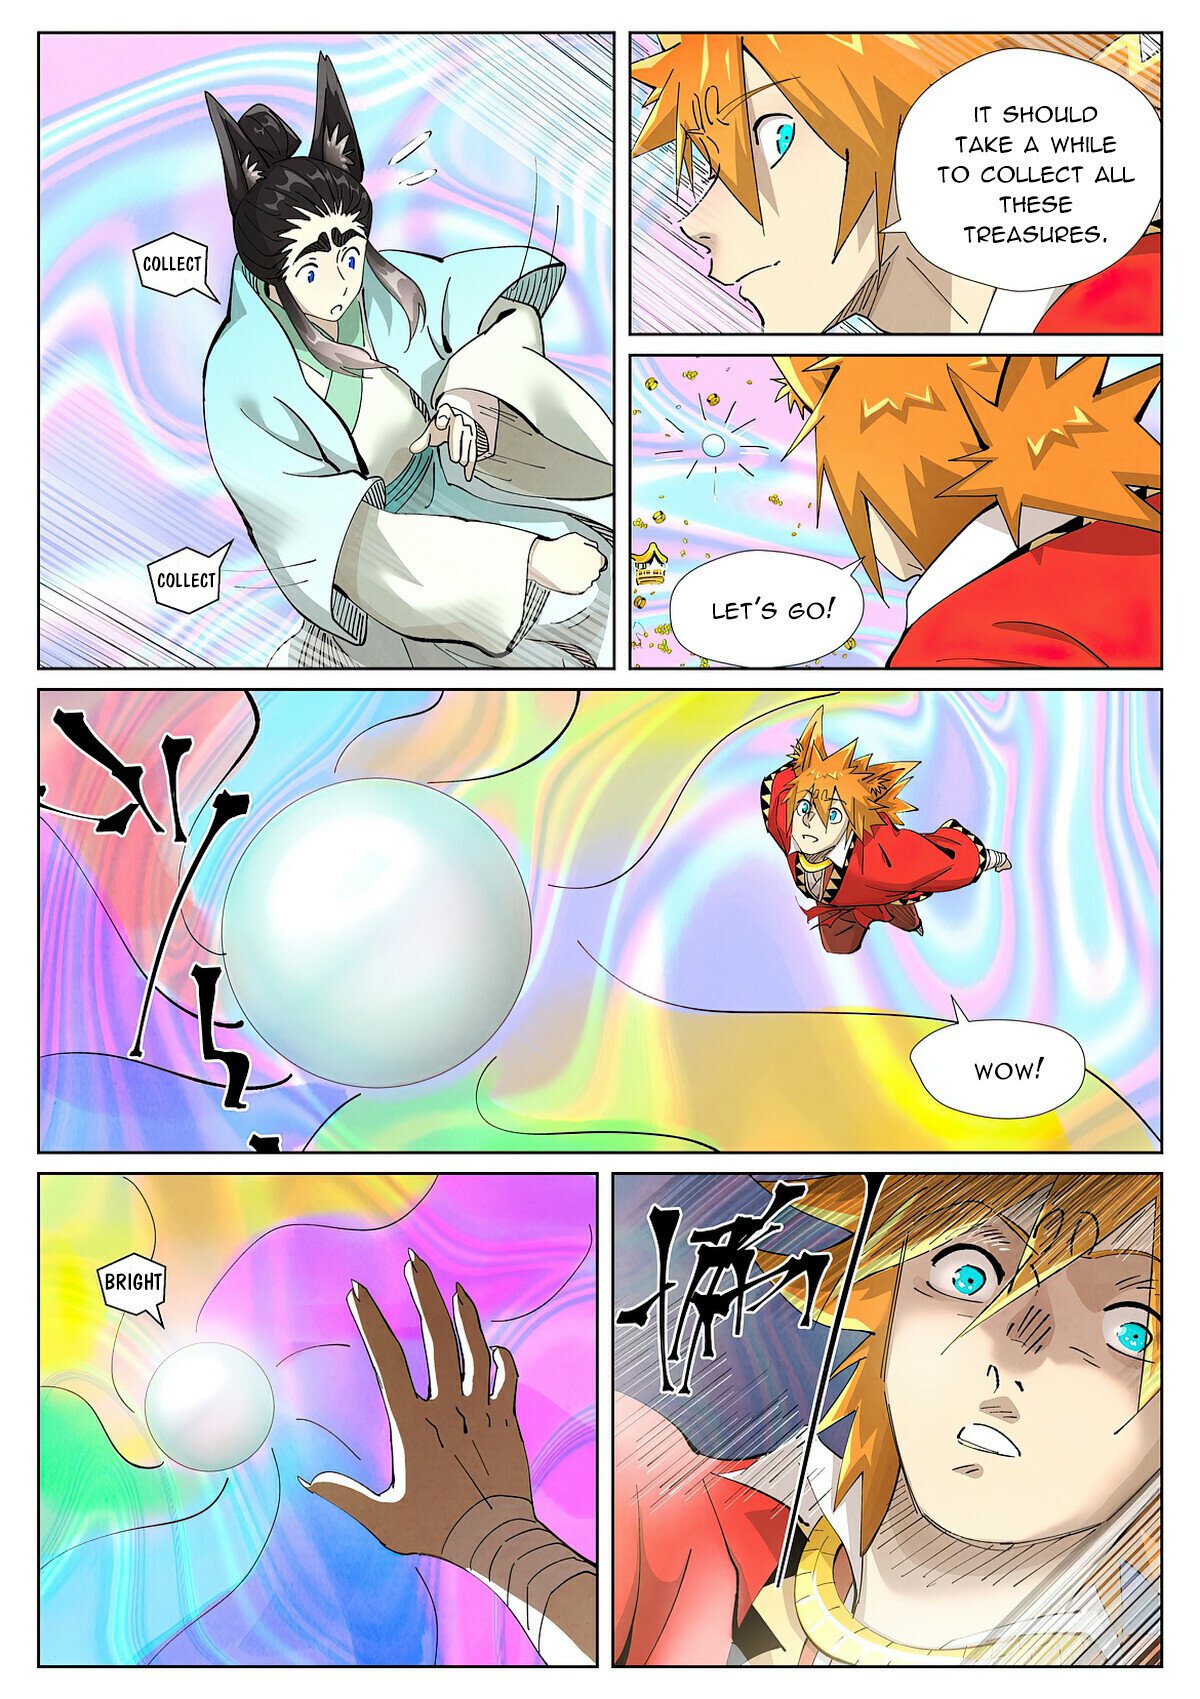 COLLECT
COLLECT
IT SHOULD
TAKE A WHILE
TO COLLECT ALL
THESE
TREASURES.
LET'S GO!
WOW!
BRIGHT